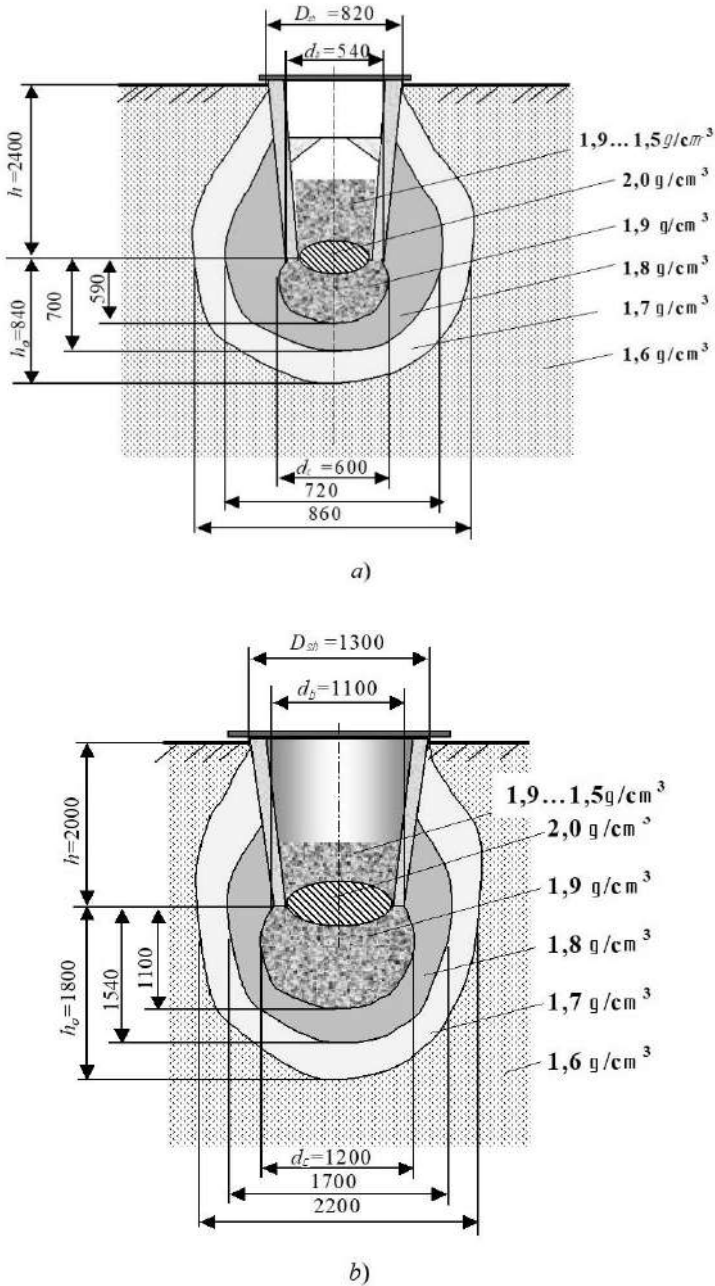 D𝑠ₕ =820
dₛ=540
h=2400
1,9...1,5g/cm³
2,0 g/cm³
1,9 g/cm³
1,8 g/cm³
1,7 g/cm³
1,6 g/cm³
590
700
hₒ=840
d꜀ =600
720
860
a)
Dₛₕ =1300
d_b=1100
h=2000
1,9...1,5g/cm³
2,0 g/cm³
1,9 g/cm³
1,8 g/cm³
1,7 g/cm³
1,6 g/cm³
1100
1540
hₒ=1800
d_c=1200
1700
2200
b)